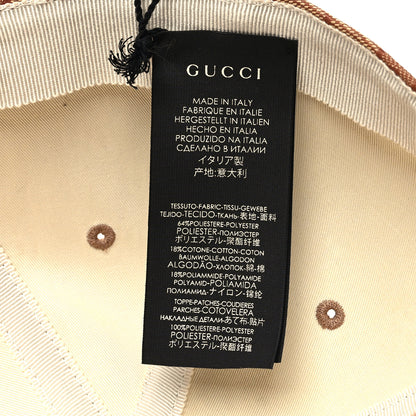 GUCCI
MADE IN ITALY
FABRIQUÉ EN ITALIE
HERGESTELLT IN ITALIEN
HECHO EN ITALIA
PRODUZIDO NA ITALIA
СДЕЛАНО В ИТАЛИИ
イタリア製
产地:意大利
TESSUTO-FABRIC-TISSU-GEWEBE
TEJIDO-TECIDO-ТКАНЬ-表地-面料
64%POLIESTERE-POLYESTER
POLIESTER-ПОЛИЭСТЕР
ポリエステル-聚酯纤维
18%COTONE-COTTON-COTON
BAUMWOLLE-ALGODON
ALGODÃO-ХЛОПОК-綿-棉
18%POLIAMMIDE-POLYAMIDE
POLYAMID-POLIAMIDA
ПОЛИАМИД-ナイロン-锦纶
TOPPE-PATCHES-COUDIERES
PARCHES-COTOVELERA
НАКЛАДНЫЕ ДЕТАЛИ-あて布-贴片
100%POLIESTERE-POLYESTER
POLIESTER-ПОЛИЭСТЕР
ポリエステル-聚酯纤维